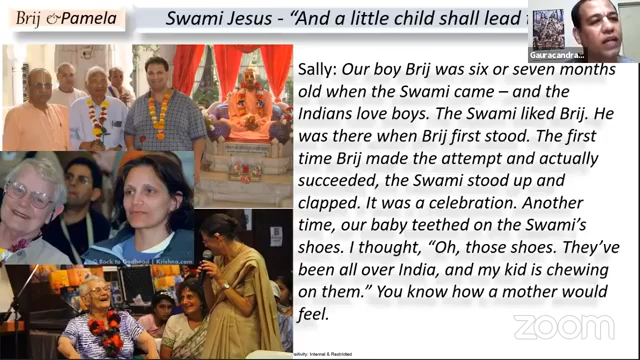 Brij & Pamela
Swami Jesus - “And a little child shall lead
Gauracandra...
Sally: Our boy Brij was six or seven months
old when the Swami came – and the
Indians love boys. The Swami liked Brij. He
was there when Brij first stood. The first
time Brij made the attempt and actually
succeeded, the Swami stood up and
clapped. It was a celebration. Another
time, our baby teethed on the Swami’s
shoes. I thought, “Oh, those shoes. They’ve
been all over India, and my kid is chewing
on them.” You know how a mother would
feel.
Back to Godhead | Krishna.com
sitivity: Internal & Restricted
zoom